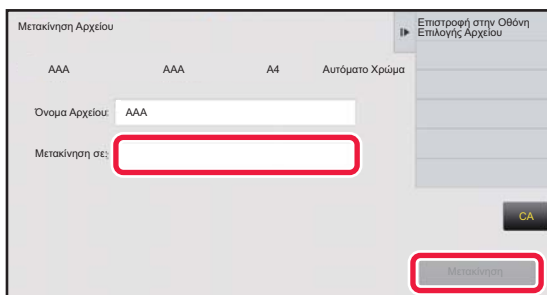 Μετακίνηση Αρχείου
Επιστροφή στην Οθόνη
Επιλογής Αρχείου
AAA AAA A4 Αυτόματο Χρώμα
Όνομα Αρχείου: AAA
Μετακίνηση σε:
CA
Μετακίνηση